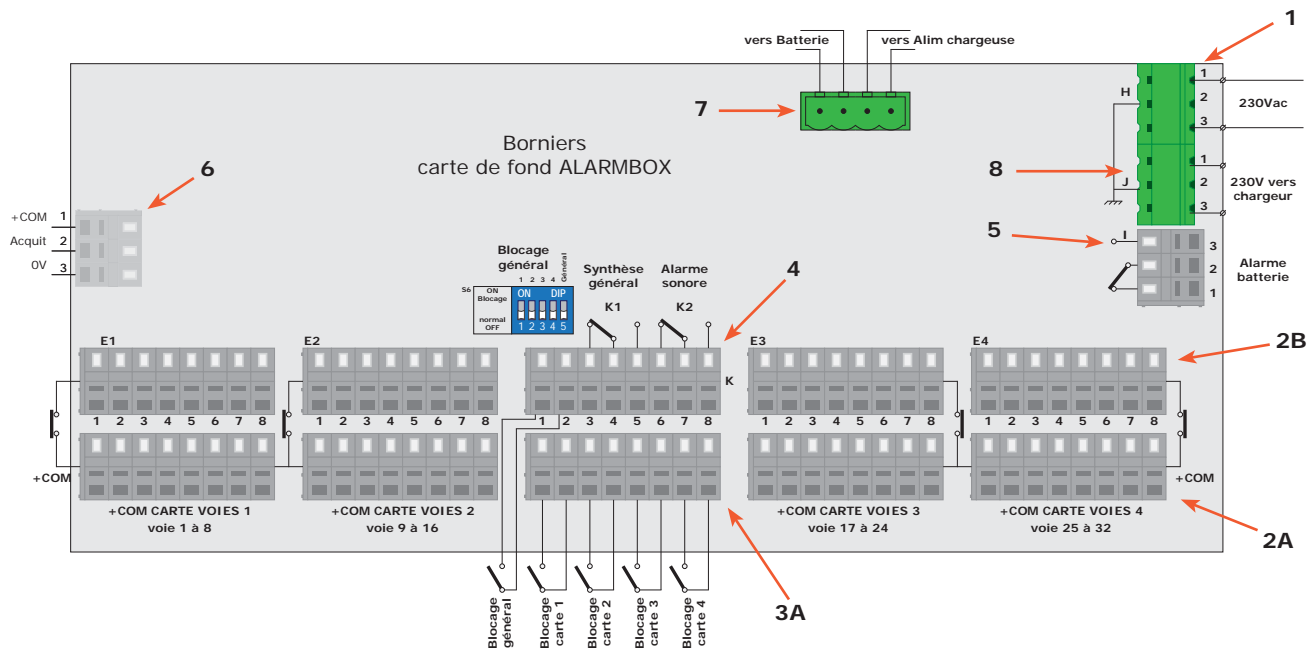 1
vers Batterie
vers Alim chargeuse
7
H
1
2
3
230Vac
Borniers
carte de fond ALARMBOX
8
J
1
2
3
230V vers
chargeur
6
+COM 1
Acquit 2
0V 3
5
I
3
2
1
Alarme
batterie
Blocage
général
1 2 3 4 Général
S6
ON
Blocage
normal
OFF
ON DIP
1 2 3 4 5
Synthèse
général
K1
Alarme
sonore
K2
4
E1
E2
K
E3
E4
2B
1 2 3 4 5 6 7 8
1 2 3 4 5 6 7 8
1 2 3 4 5 6 7 8
1 2 3 4 5 6 7 8
1 2 3 4 5 6 7 8
+COM
+COM
+COM CARTE VOIES 1
voie 1 à 8
+COM CARTE VOIES 2
voie 9 à 16
+COM CARTE VOIES 3
voie 17 à 24
+COM CARTE VOIES 4
voie 25 à 32
2A
3A
Blocage
général
Blocage
carte 1
Blocage
carte 2
Blocage
carte 3
Blocage
carte 4